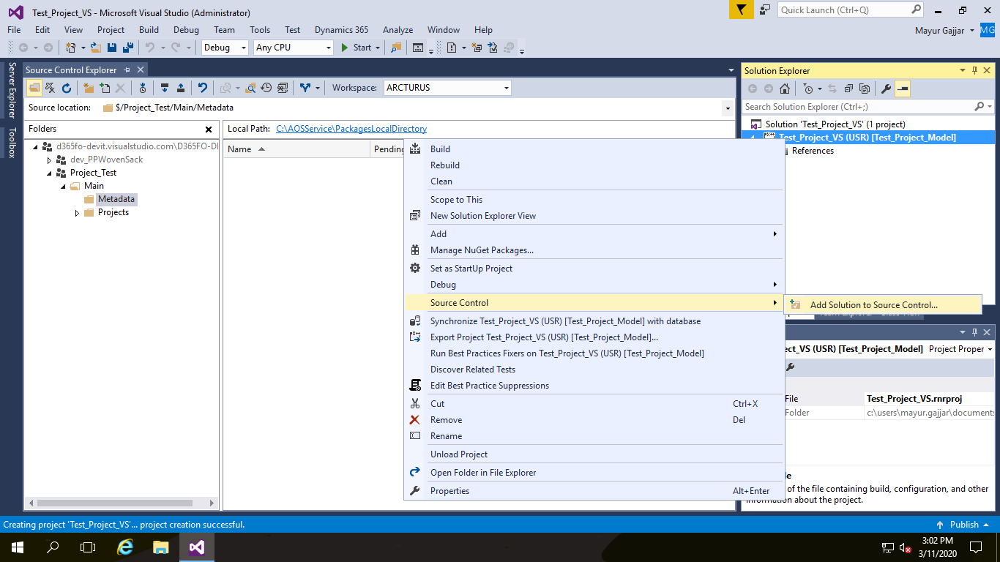 Test_Project_VS - Microsoft Visual Studio (Administrator)
Quick Launch (Ctrl+Q)
File Edit View Project Build Debug Team Tools Test Dynamics 365 Analyze Window Help
Mayur Gajjar MG
Debug Any CPU Start
Server Explorer
Toolbox
Source Control Explorer
Workspace: ARCTURUS
Source location: $/Project_Test/Main/Metadata
Folders
Local Path: C:\AOSService\PackagesLocalDirectory
Name Pending
d365fo-devit.visualstudio.com\D365FO-DE
dev_PPWovenSack
Project_Test
Main
Metadata
Projects
Build
Rebuild
Clean
Scope to This
New Solution Explorer View
Add
Manage NuGet Packages...
Set as StartUp Project
Debug
Source Control
Add Solution to Source Control...
Synchronize Test_Project_VS (USR) [Test_Project_Model] with database
Export Project Test_Project_VS (USR) [Test_Project_Model]...
Run Best Practices Fixers on Test_Project_VS (USR) [Test_Project_Model]
Discover Related Tests
Edit Best Practice Suppressions
Cut Ctrl+X
Remove Del
Rename
Unload Project
Open Folder in File Explorer
Properties Alt+Enter
Solution Explorer
Search Solution Explorer (Ctrl+;)
Solution 'Test_Project_VS' (1 project)
Test_Project_VS (USR) [Test_Project_Model]
References
ct_VS (USR) [Test_Project_Model] Project Proper
File Test_Project_VS.rnrproj
Folder c:\users\mayur.gajjar\documents
of the file containing build, configuration, and other
information about the project.
Creating project 'Test_Project_VS'... project creation successful.
Publish
3:02 PM
3/11/2020